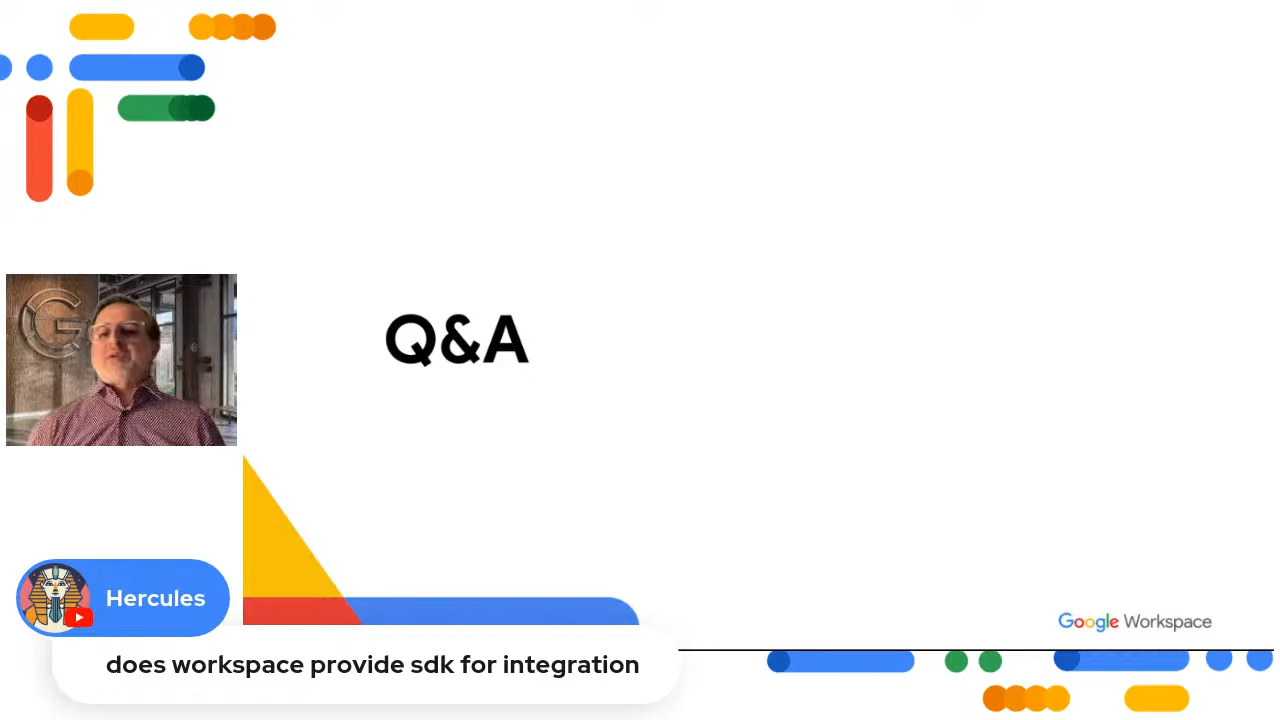 Q&A
Hercules
does workspace provide sdk for integration
Google Workspace